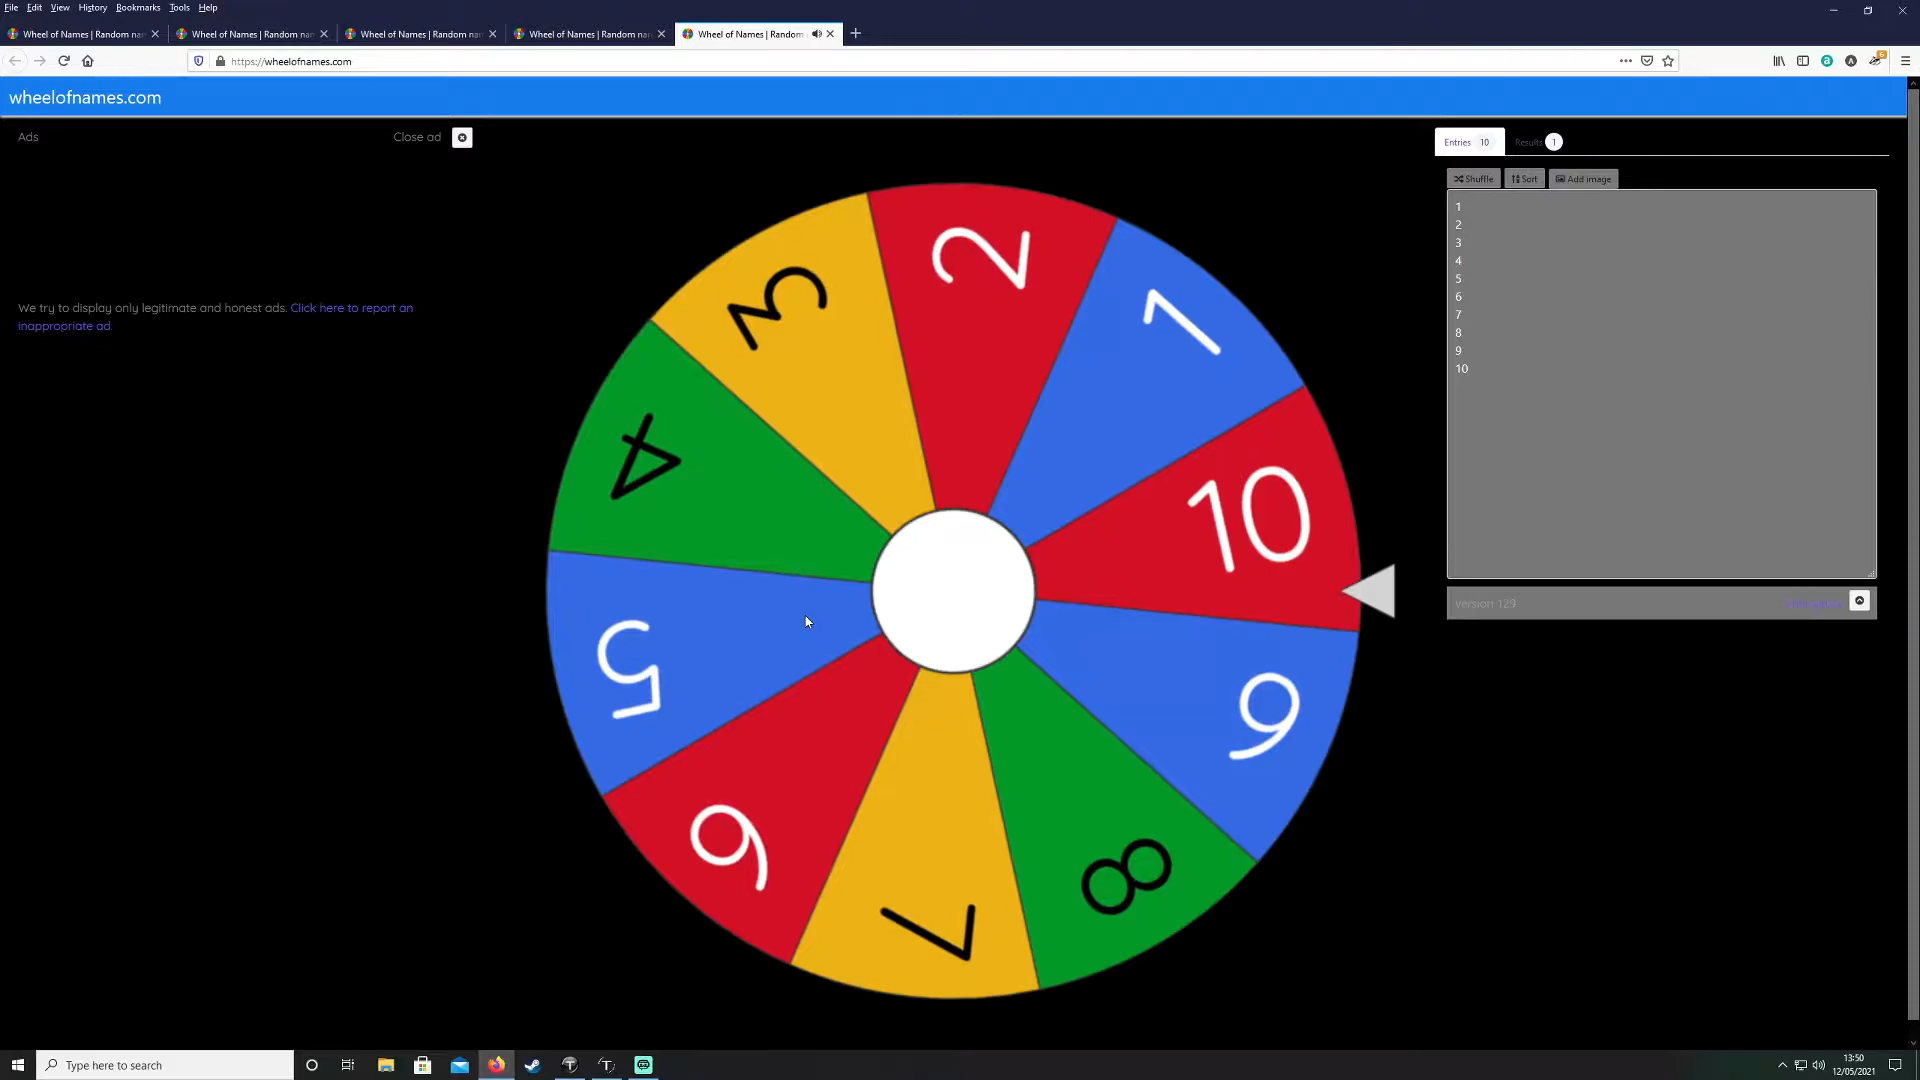 File Edit View History Bookmarks Tools Help
Wheel of Names | Random na
Wheel of Names | Random na
Wheel of Names | Random na
Wheel of Names | Random na
Wheel of Names | Random
https://wheelofnames.com
6
wheelofnames.com
Ads
Close ad
Entries 10
Results 1
Shuffle
Sort
Add image
1
2
3
4
5
6
7
8
9
10
We try to display only legitimate and honest ads. Click here to report an
inappropriate ad.
2
3
1
4
10
5
9
6
8
7
Version 129
Type here to search
13:50
12/05/2021